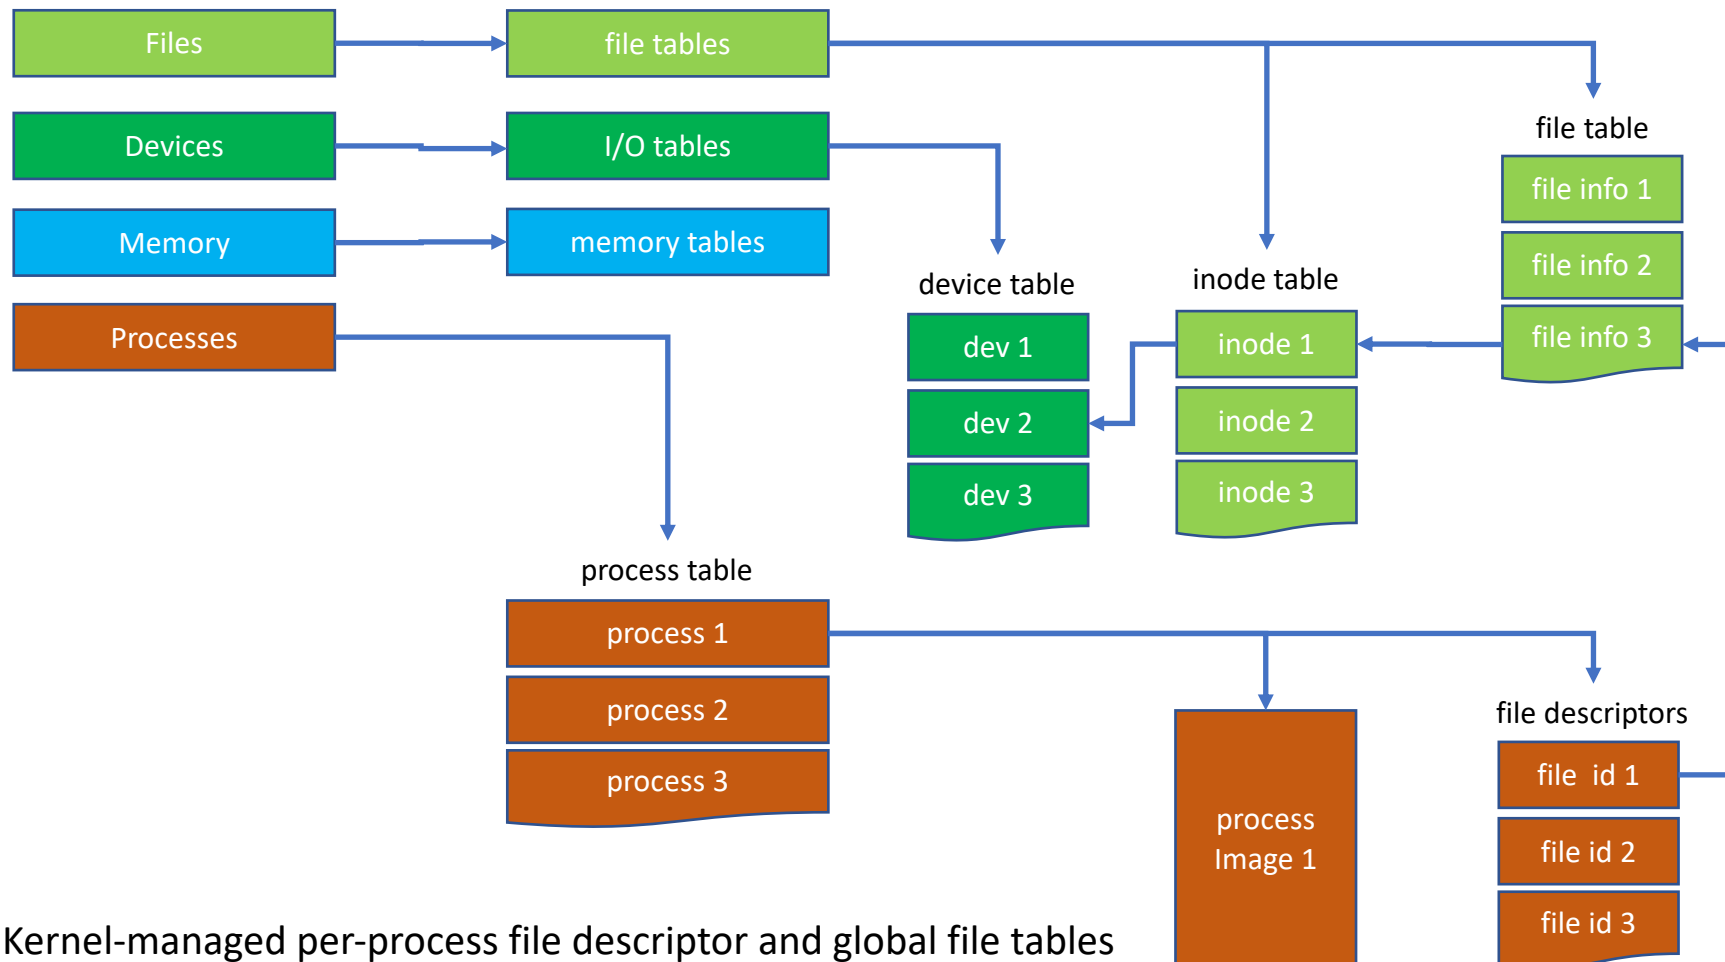 Files
file tables
Devices
I/O tables
Memory
memory tables
Processes
file table
file info 1
file info 2
file info 3
device table
dev 1
dev 2
dev 3
inode table
inode 1
inode 2
inode 3
process table
process 1
process 2
process 3
process
Image 1
file descriptors
file  id 1
file id 2
file id 3
Kernel-managed per-process file descriptor and global file tables